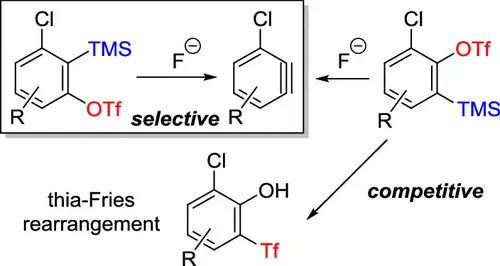 Cl
TMS
OTf
R
F⊖
selective
Cl
R
F⊖
Cl
OTf
TMS
R
thia-Fries
rearrangement
Cl
OH
Tf
R
competitive